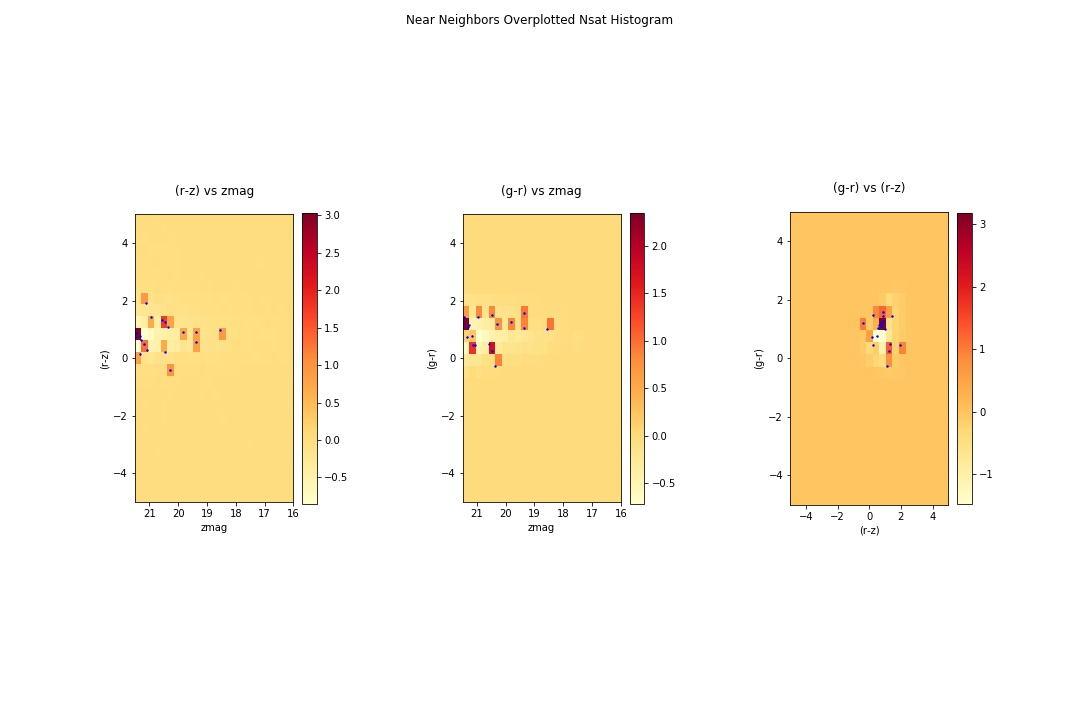 Near Neighbors Overplotted Nsat Histogram
(r-z) vs zmag
4
2
0
−2
−4
(r-z)
21 20 19 18 17 16
zmag
3.0
2.5
2.0
1.5
1.0
0.5
0.0
−0.5
(g-r) vs zmag
4
2
0
−2
−4
(g-r)
21 20 19 18 17 16
zmag
2.0
1.5
1.0
0.5
0.0
−0.5
(g-r) vs (r-z)
4
2
0
−2
−4
(g-r)
−4 −2 0 2 4
(r-z)
3
2
1
0
−1